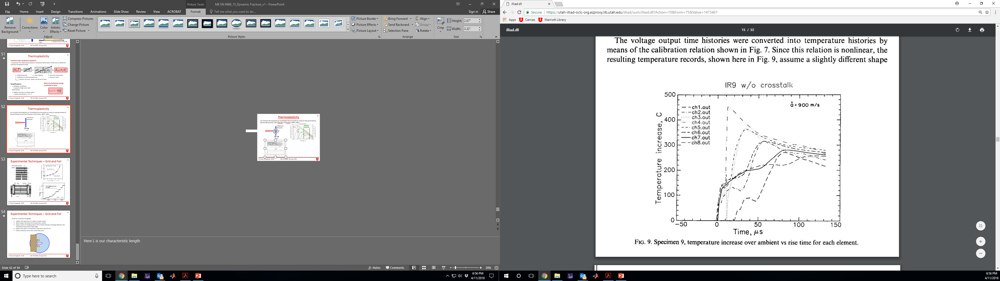 Picture Tools
ME EN 6960_15_Dynamic Fracture_v1 - PowerPoint
Sign in
Share
File
Home
Insert
Design
Transitions
Animations
Slide Show
Review
View
ACROBAT
Format
Tell me what you want to do...
Remove
Background
Corrections
Color
Artistic
Effects
Compress Pictures
Change Picture
Reset Picture
Adjust
Picture Styles
Picture Border
Picture Effects
Picture Layout
Bring Forward
Send Backward
Selection Pane
Align
Group
Rotate
Arrange
Crop
Height: 2.67"
Width: 3.32"
Size
51
Thermoplasticity
Transient heat conduction equation:
Simplifications:
Ratio of mechanical energy
converted to heat:
© Owen Kingstedt, 2018
ME EN 6960: Spring 2018
52
Thermoplasticity
IR detector
elements
© Owen Kingstedt, 2018
ME EN 6960: Spring 2018
53
Experimental Techniques – Grid and Foil
© Owen Kingstedt, 2018
ME EN 6960: Spring 2018
54
Experimental Techniques – Grid and Foil
Guide for creating a foil gauge:
© Owen Kingstedt, 2018
ME EN 6960: Spring 2018
Thermoplasticity
Use infrared thermography (or embedded thermocouple) to measure heat generated by
dynamically growing crack (Zhender and Rosakis, JMPS, 1991)
IR detector
elements
© Owen Kingstedt, 2018
ME EN 6960: Spring 2018
Here L is our characteristic length
Slide 52 of 54
Notes
Comments
26%
Type here to search
6:56 PM
4/11/2018
illiad.dll
Secure
https://utah-illiad-oclc-org.ezproxy.lib.utah.edu/illiad/uum/illiad.dll?Action=10&Form=75&Value=1473467
Apps
Canvas
Marriott Library
illiad.dll
15 / 32
The voltage output time histories were converted into temperature histories by
means of the calibration relation shown in Fig. 7. Since this relation is nonlinear, the
resulting temperature records, shown here in Fig. 9, assume a slightly different shape
IR9 w/o crosstalk
ȧ = 900 m/s
ch1.out
ch2.out
ch3.out
ch4.out
ch5.out
ch6.out
ch7.out
ch8.out
Temperature increase, C
500
400
300
200
100
0
-50
0
50
100
150
Time, μs
FIG. 9. Specimen 9, temperature increase over ambient vs rise time for each element.
6:56 PM
4/11/2018